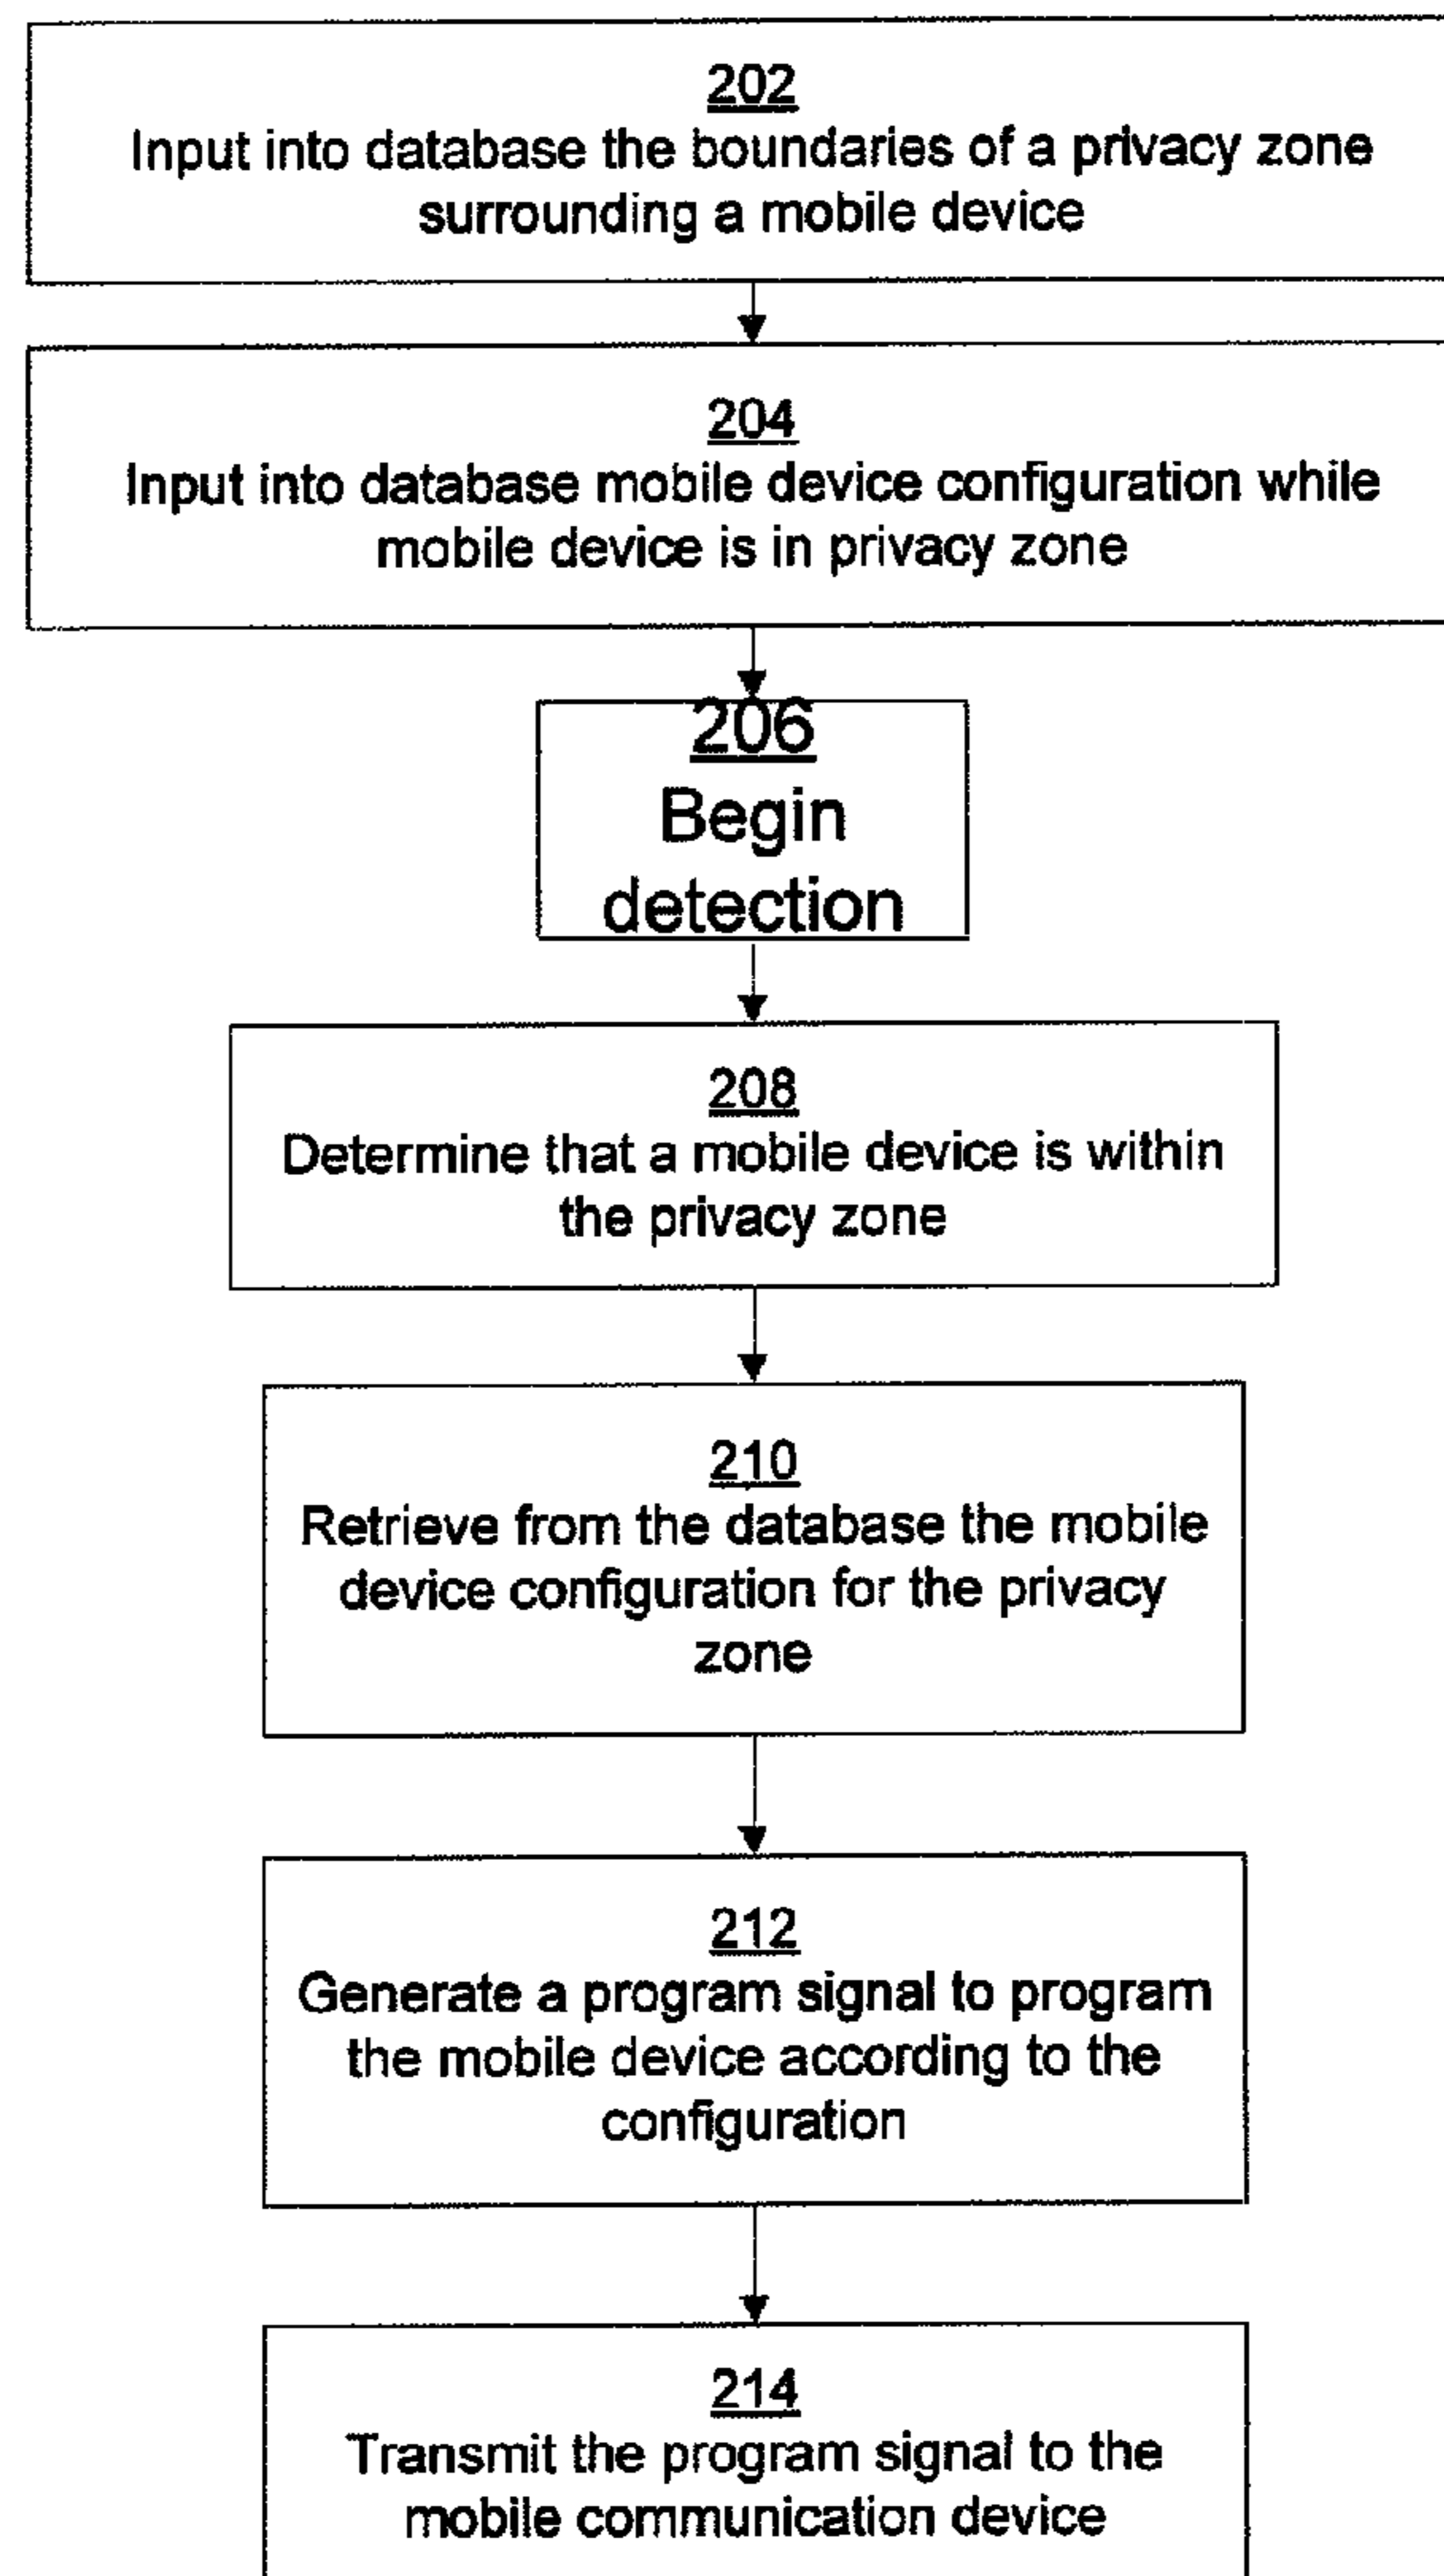 202
Input into database the boundaries of a privacy zone
surrounding a mobile device
204
Input into database mobile device configuration while
mobile device is in privacy zone
206
Begin
detection
208
Determine that a mobile device is within
the privacy zone
210
Retrieve from the database the mobile
device configuration for the privacy
zone
212
Generate a program signal to program
the mobile device according to the
configuration
214
Transmit the program signal to the
mobile communication device